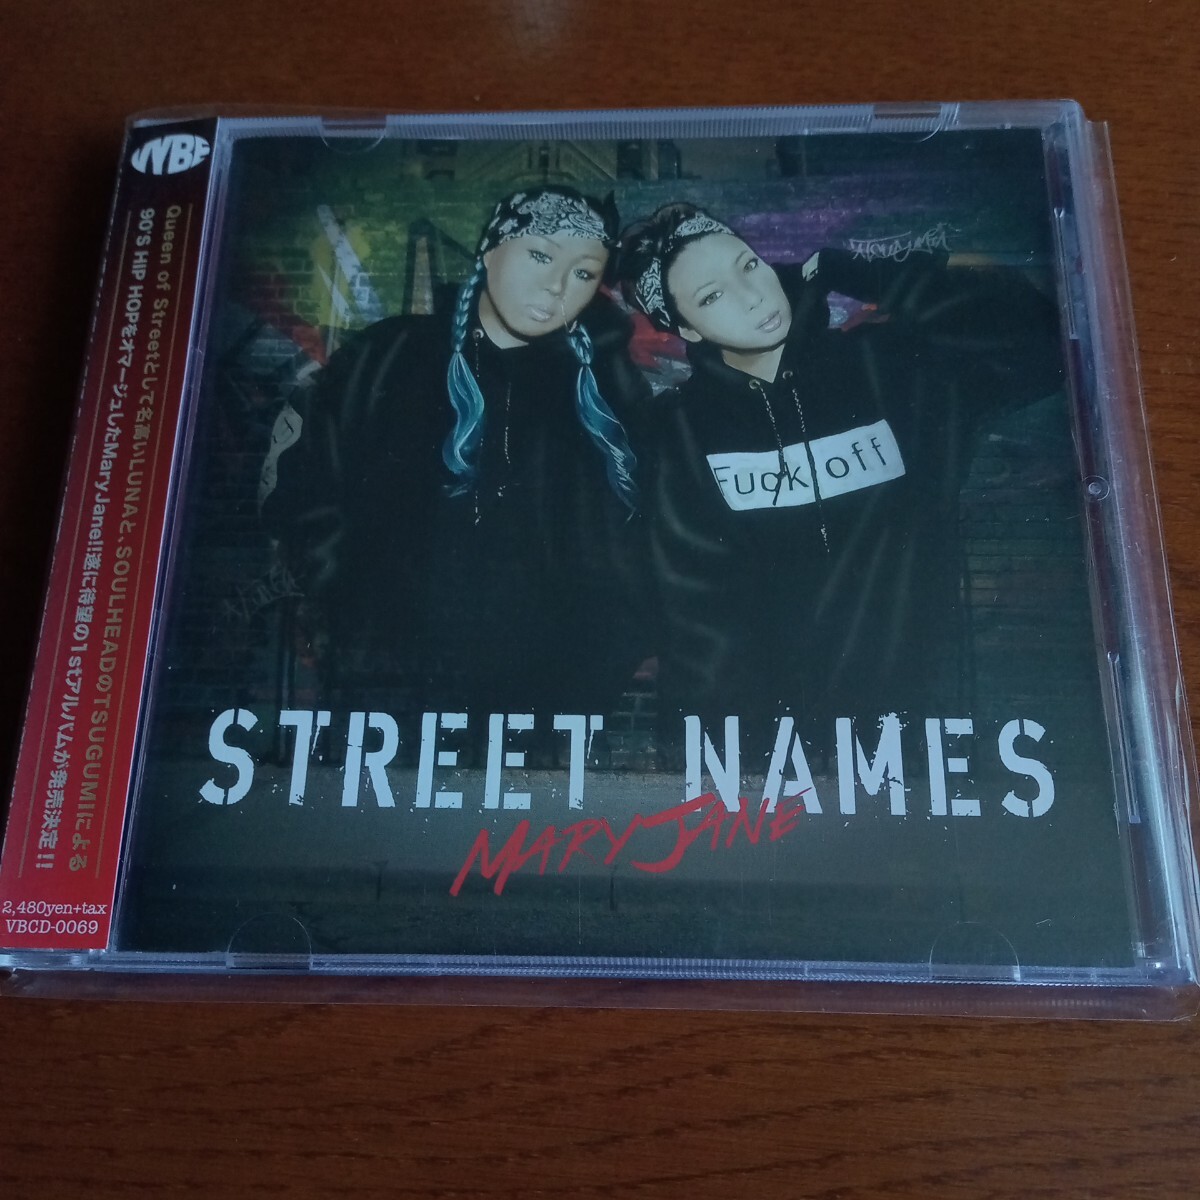 VYBE
Queen of Streetとして名高いLUNAと、SOULHEADのTSUGUMIによる
90'S HIP HOPをオマージュしたMaryJane!!遂に待望の1stアルバムが発売決定!!
2,480yen+tax
VBCD-0069
Fuck off
STREET NAMES
MARY JANE